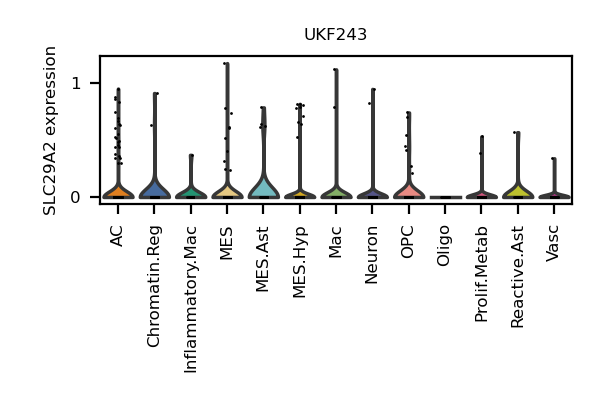 UKF243
SLC29A2 expression
1
0
AC
Chromatin.Reg
Inflammatory.Mac
MES
MES.Ast
MES.Hyp
Mac
Neuron
OPC
Oligo
Prolif.Metab
Reactive.Ast
Vasc